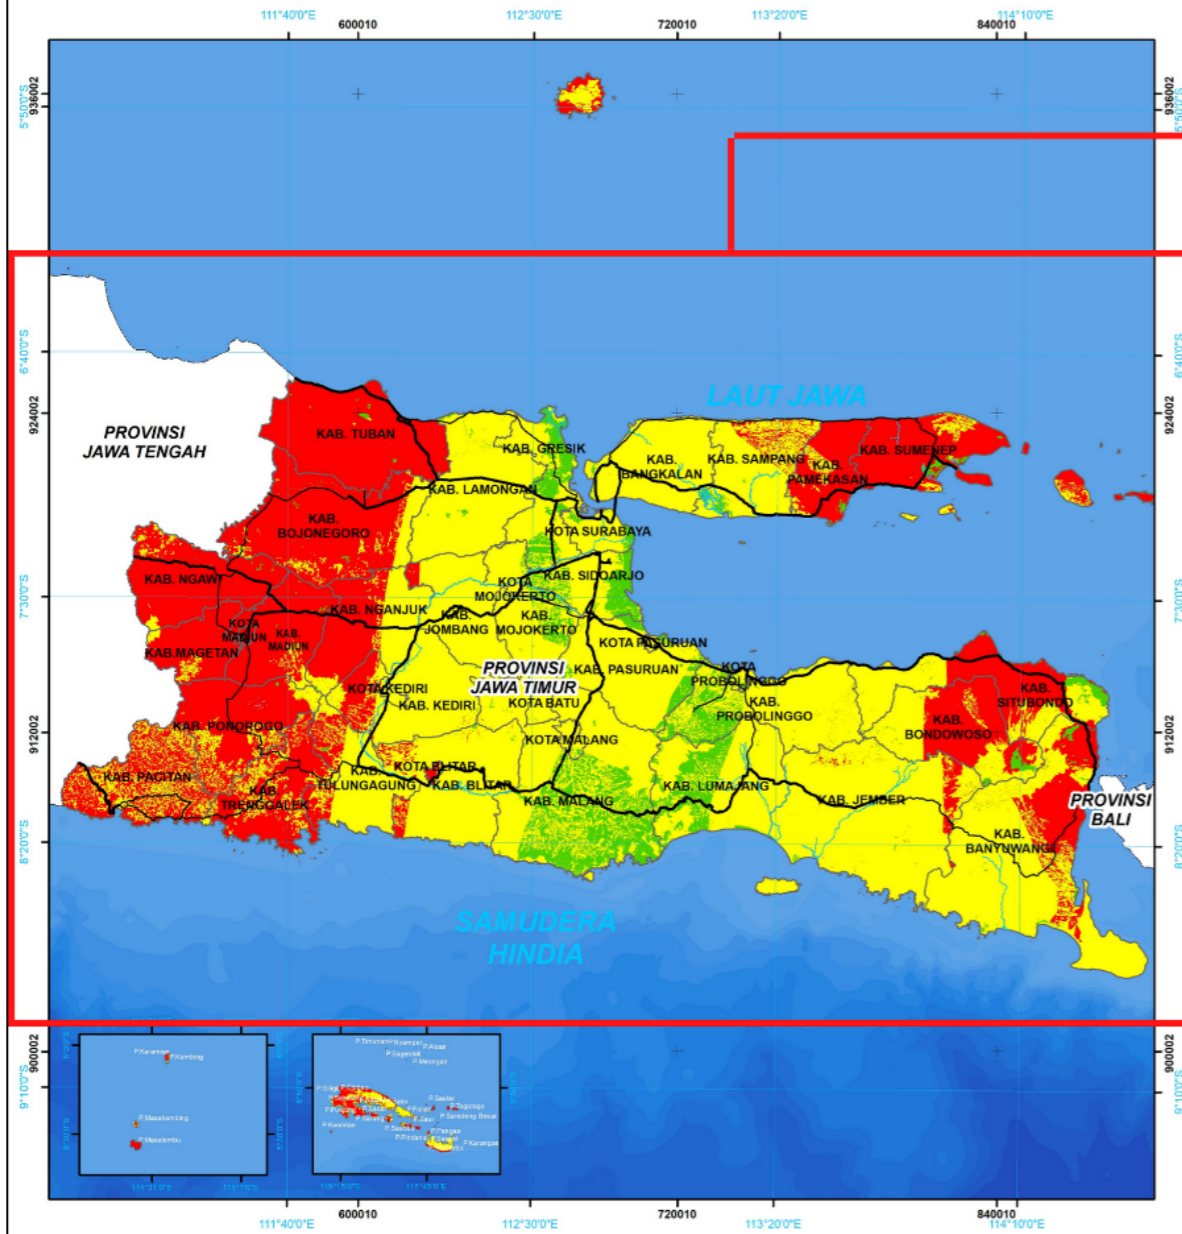 111°40'0"E
112°30'0"E
113°20'0"E
114°10'0"E
600010
720010
840010
936002
936002
5°50'0"S
5°50'0"S
6°40'0"S
6°40'0"S
924002
924002
LAUT JAWA
PROVINSI
JAWA TENGAH
KAB. TUBAN
KAB. GRESIK
KAB.
BANGKALAN
KAB. SAMPANG
KAB. SUMENEP
KAB.
PAMEKASAN
KAB. LAMONGAN
KAB.
BOJONEGORO
KOTA SURABAYA
KAB. NGAWI
KAB. SIDOARJO
KOTA
MOJOKERTO
7°30'0"S
7°30'0"S
KAB. NGANJUK
KAB.
JOMBANG
KAB.
MOJOKERTO
KOTA
MADIUN
KAB.
MADIUN
KAB.MAGETAN
KOTA PASURUAN
PROVINSI
JAWA TIMUR
KAB. PASURUAN
KOTA
PROBOLINGGO
KOTA KEDIRI
KAB. KEDIRI
KOTA BATU
KAB.
PROBOLINGGO
KAB.
SITUBONDO
KAB. PONOROGO
KAB.
BONDOWOSO
KOTA MALANG
912002
912002
KAB. PACITAN
KOTA BLITAR
KAB.
TULUNGAGUNG
KAB. BLITAR
KAB.
TRENGGALEK
KAB. MALANG
KAB. LUMAJANG
KAB. JEMBER
PROVINSI
BALI
KAB.
BANYUWANGI
8°20'0"S
8°20'0"S
SAMUDERA
HINDIA
900002
900002
9°10'0"S
9°10'0"S
P.Kambing
P.Masakambing
P.Masalembu
P.Karangan
111°40'0"E
112°30'0"E
113°20'0"E
114°10'0"E
600010
720010
840010